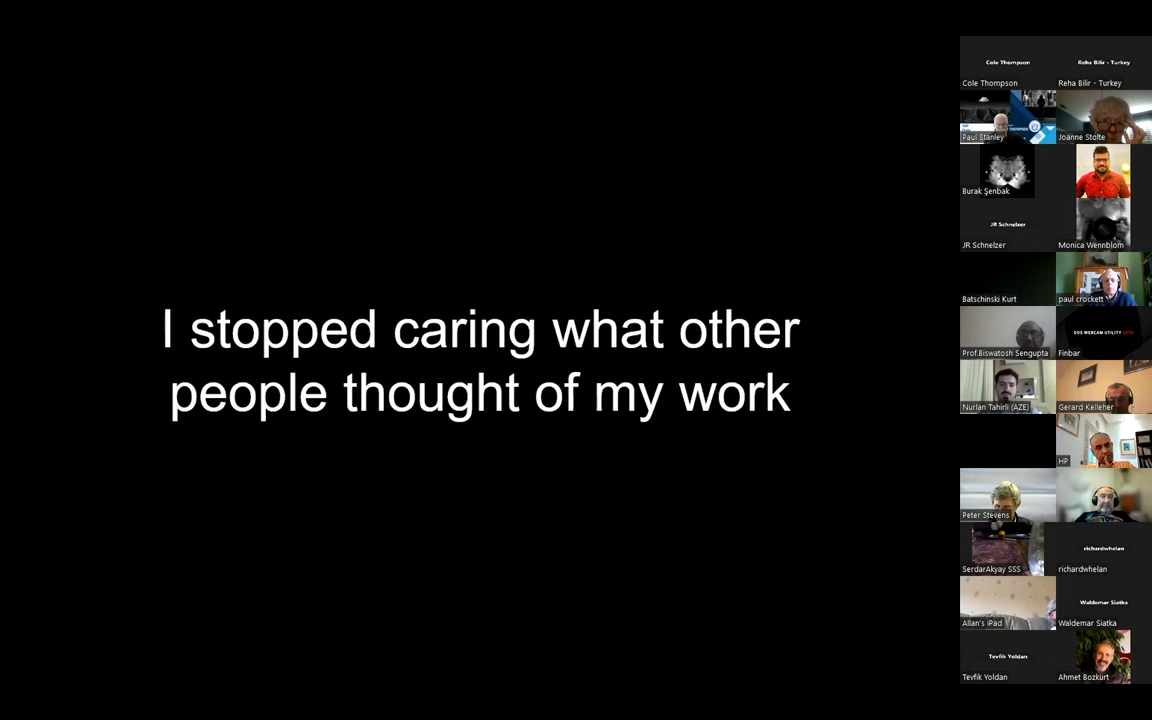 I stopped caring what other
people thought of my work
Cole Thompson
Reha Bilir - Turkey
Cole Thompson
Reha Bilir - Turkey
Paul Stanley
Joanne Stolte
Burak Şenbak
JR Schnelzer
JR Schnelzer
Monica Wennblom
Batschinski Kurt
paul crockett
EOS WEBCAM UTILITY BETA
Prof.Biswatosh Sengupta
Finbar
Nurlan Tahirli (AZE)
Gerard Kelleher
HP
Peter Stevens
richardwhelan
SerdarAkyay SSS
richardwhelan
Waldemar Siatka
Allan's iPad
Waldemar Siatka
Tevfik Yoldan
Tevfik Yoldan
Ahmet Bozkurt